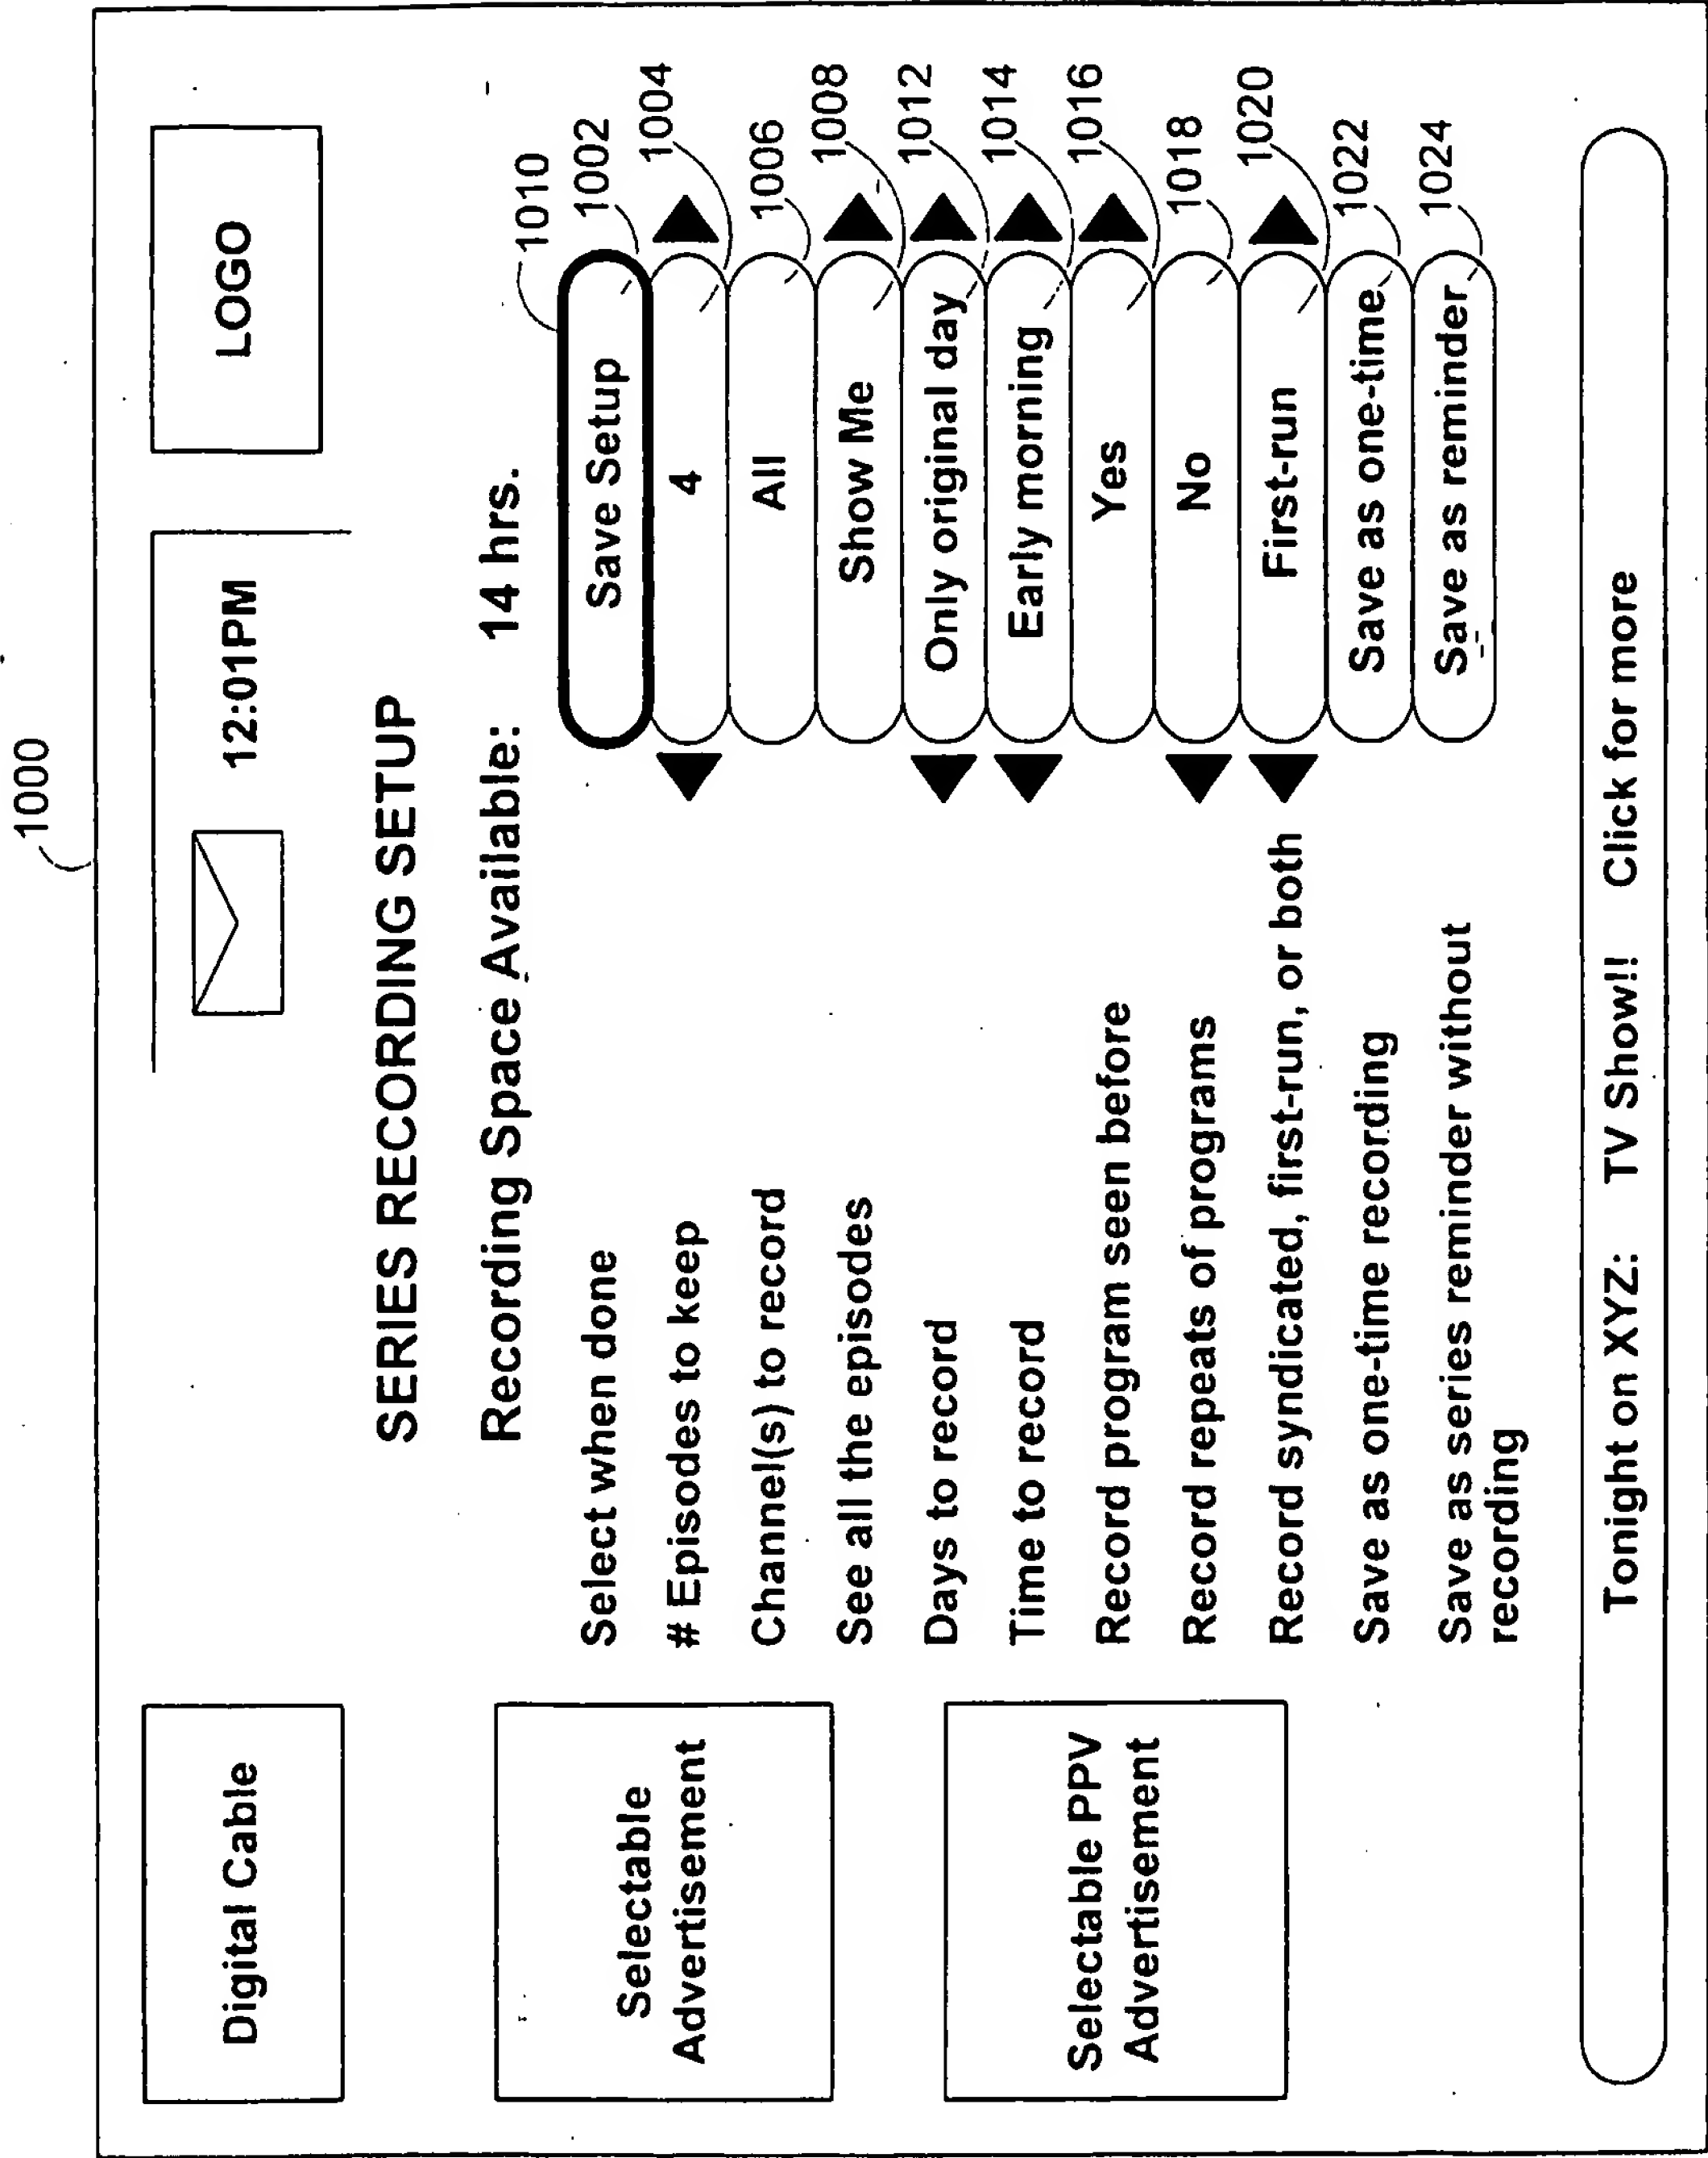 1000
Digital Cable
12:01PM
LOGO
SERIES RECORDING SETUP
Recording Space Available: 14 hrs.
1010
Selectable
Advertisement
Selectable PPV
Advertisement
Select when done Save Setup 1002
# Episodes to keep 4 1004
Channel(s) to record All 1006
See all the episodes Show Me 1008
Days to record Only original day 1012
Time to record Early morning 1014
Record program seen before Yes 1016
Record repeats of programs No 1018
Record syndicated, first-run, or both First-run 1020
Save as one-time recording Save as one-time 1022
Save as series reminder without Save as reminder 1024
recording
Tonight on XYZ: TV Show!! Click for more